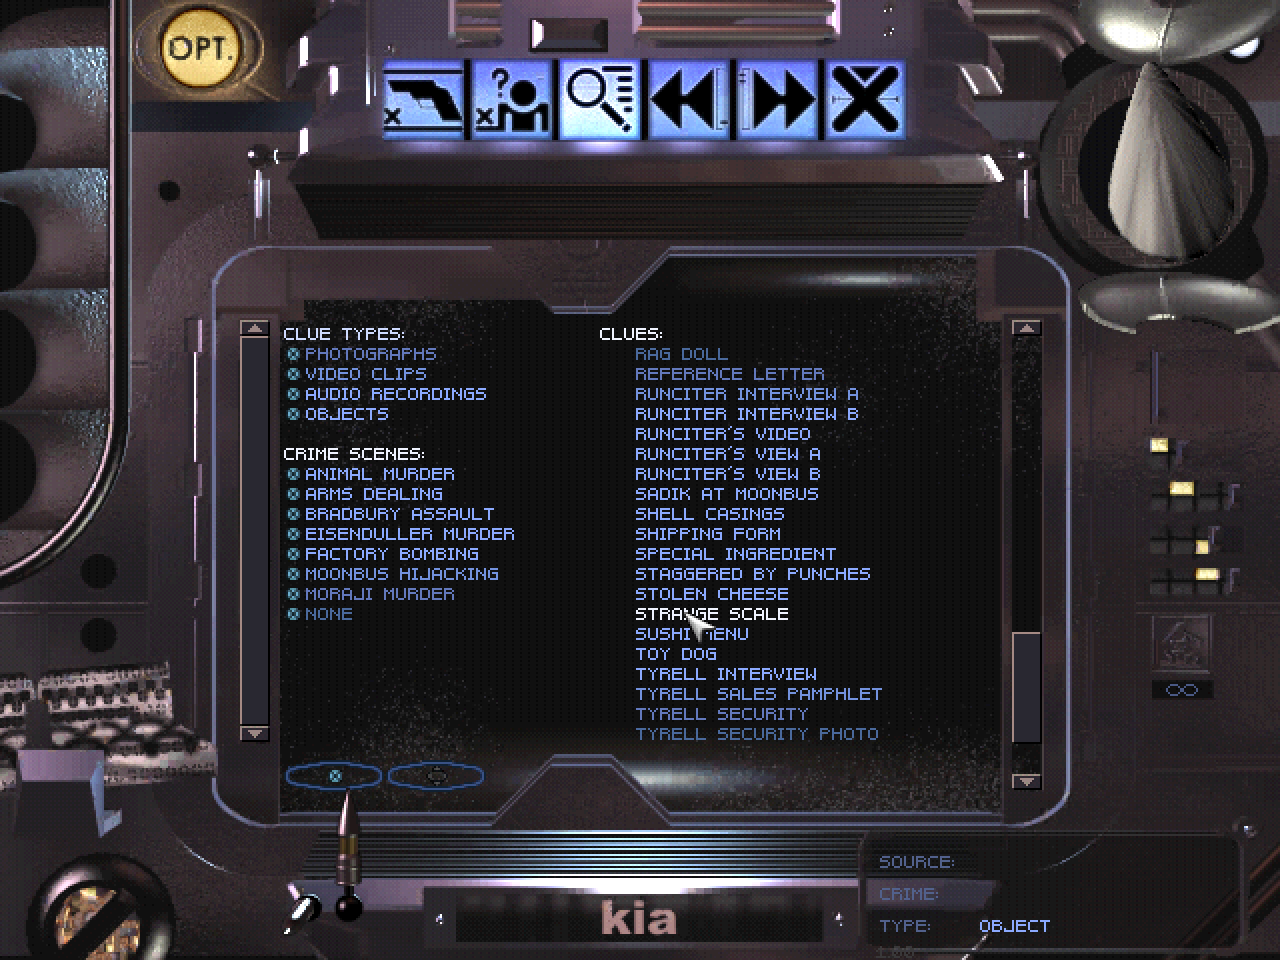 OPT.
CLUE TYPES:
PHOTOGRAPHS
VIDEO CLIPS
AUDIO RECORDINGS
OBJECTS
CRIME SCENES:
ANIMAL MURDER
ARMS DEALING
BRADBURY ASSAULT
EISENDULLER MURDER
FACTORY BOMBING
MOONBUS HIJACKING
MORAJI MURDER
NONE
CLUES:
RAG DOLL
REFERENCE LETTER
RUNCITER INTERVIEW A
RUNCITER INTERVIEW B
RUNCITER'S VIDEO
RUNCITER'S VIEW A
RUNCITER'S VIEW B
SADIK AT MOONBUS
SHELL CASINGS
SHIPPING FORM
SPECIAL INGREDIENT
STAGGERED BY PUNCHES
STOLEN CHEESE
STRANGE SCALE
SUSHI MENU
TOY DOG
TYRELL INTERVIEW
TYRELL SALES PAMPHLET
TYRELL SECURITY
TYRELL SECURITY PHOTO
SOURCE:
CRIME:
TYPE: OBJECT
1.00
kia